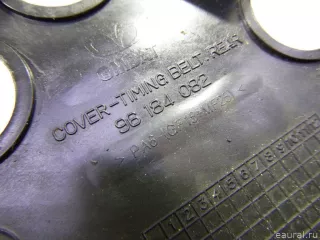 COVER-TIMING BELT.REAR
96 184 082
1 2 3 4 5 6 7 8 9
eaural.ru